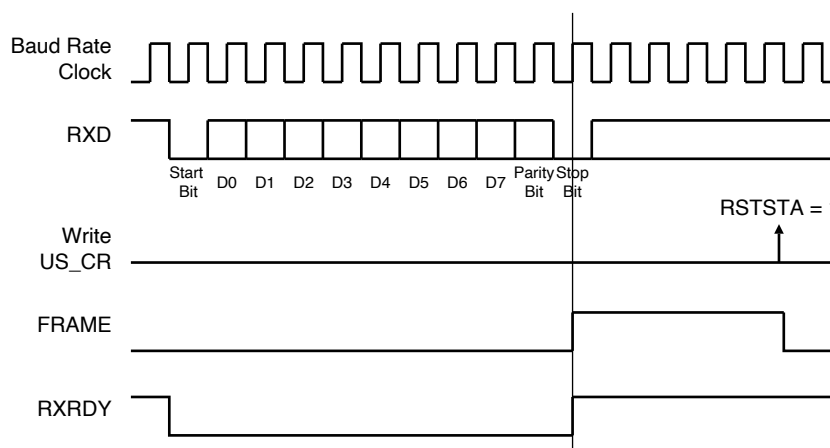 Baud Rate
Clock
RXD
Start
Bit
D0 D1 D2 D3 D4 D5 D6 D7
Parity
Bit
Stop
Bit
RSTSTA =
Write
US_CR
FRAME
RXRDY